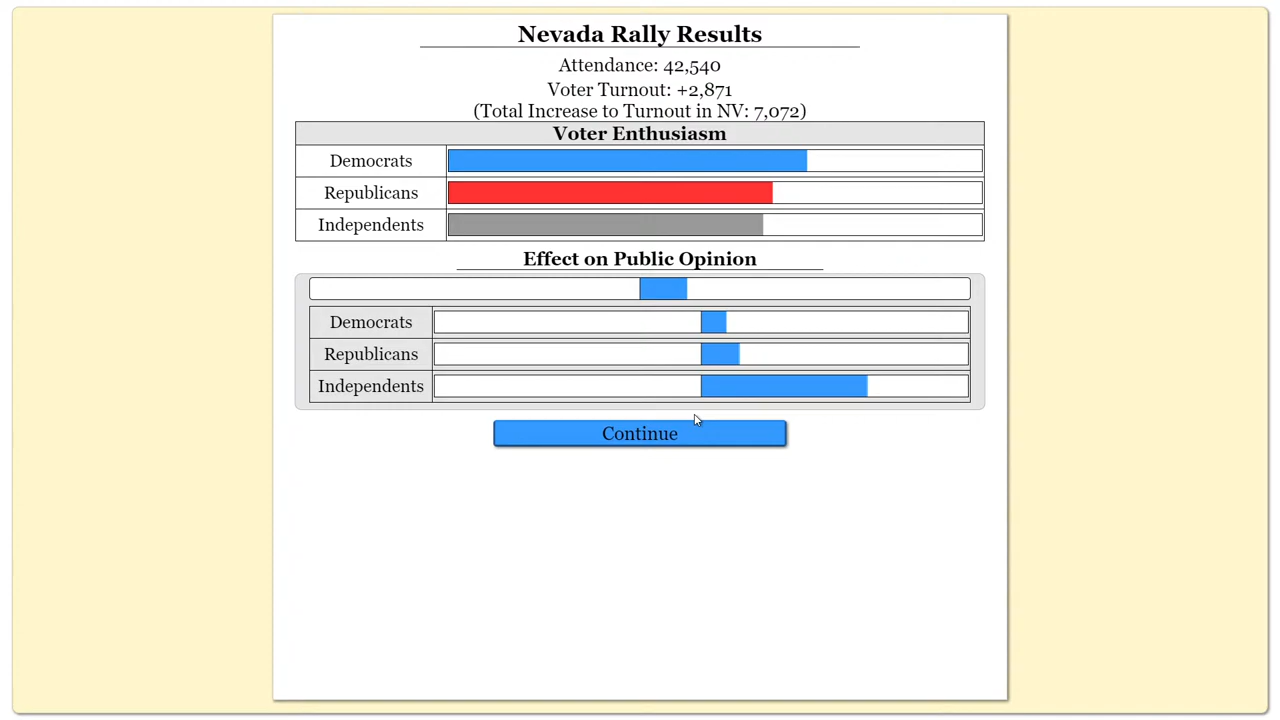 Nevada Rally Results
Attendance: 42,540
Voter Turnout: +2,871
(Total Increase to Turnout in NV: 7,072)
Voter Enthusiasm
Democrats
Republicans
Independents
Effect on Public Opinion
Democrats
Republicans
Independents
Continue